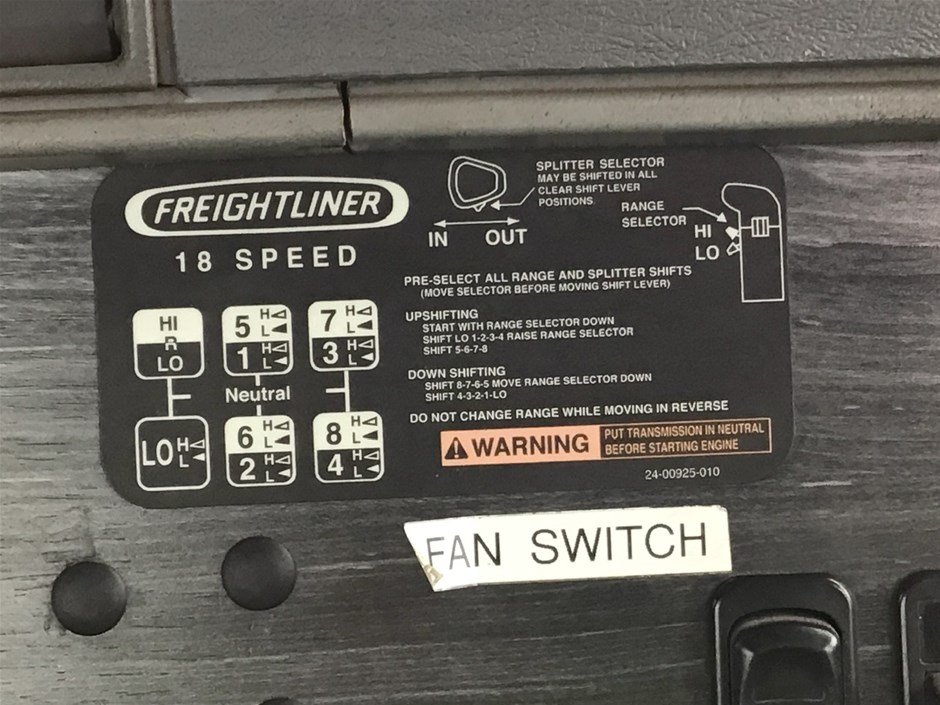 FREIGHTLINER
18 SPEED
SPLITTER SELECTOR
MAY BE SHIFTED IN ALL
CLEAR SHIFT LEVER
POSITIONS
IN OUT
RANGE
SELECTOR
HI
LO
PRE-SELECT ALL RANGE AND SPLITTER SHIFTS
(MOVE SELECTOR BEFORE MOVING SHIFT LEVER)
UPSHIFTING
START WITH RANGE SELECTOR DOWN
SHIFT LO 1-2-3-4 RAISE RANGE SELECTOR
SHIFT 5-6-7-8
DOWN SHIFTING
SHIFT 8-7-6-5 MOVE RANGE SELECTOR DOWN
SHIFT 4-3-2-1-LO
DO NOT CHANGE RANGE WHILE MOVING IN REVERSE
WARNING
PUT TRANSMISSION IN NEUTRAL
BEFORE STARTING ENGINE
24-00925-010
HI
R
LO
5 H L
1 H L
7 H L
3 H L
Neutral
LO H L
6 H L
2 H L
8 H L
4 H L
FAN SWITCH